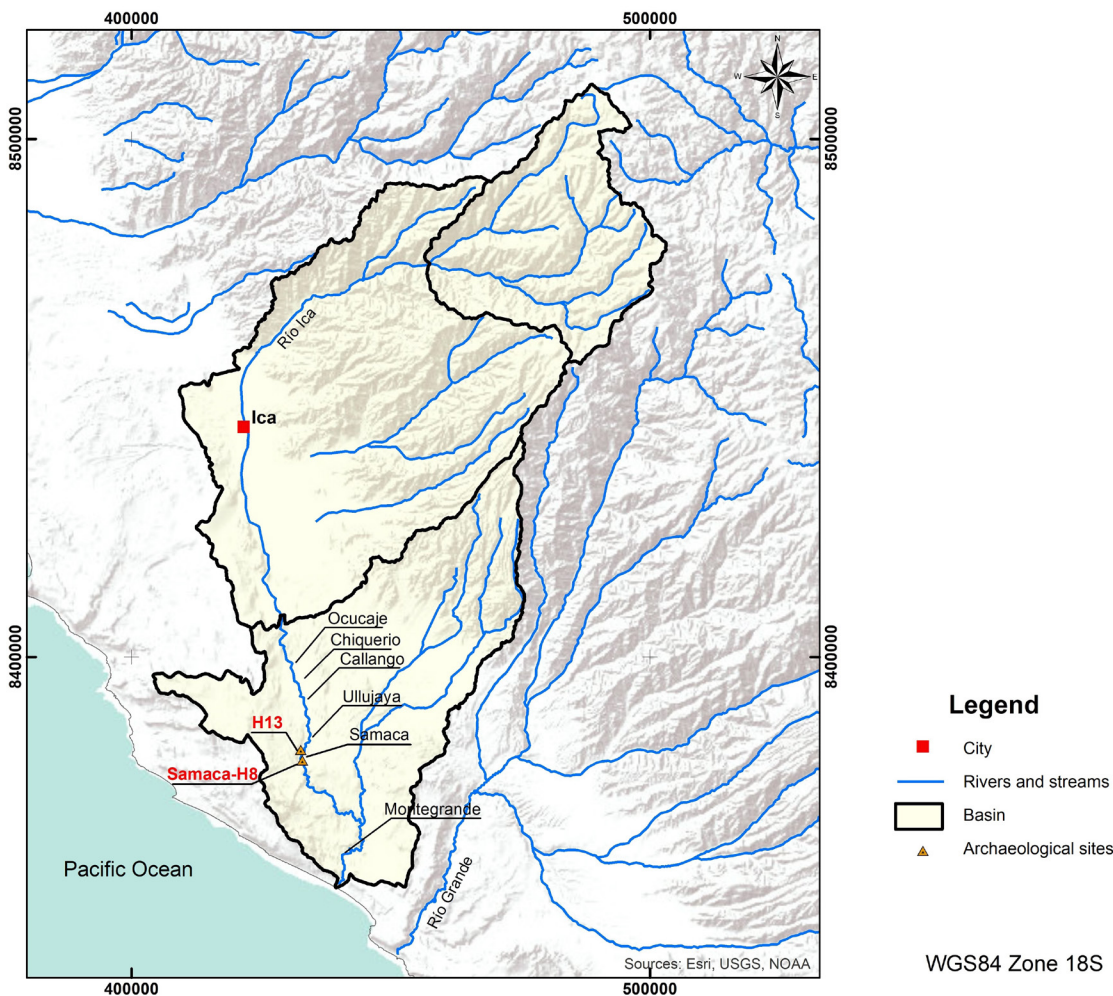 400000
500000
N
W
E
S
8500000
8500000
Río Ica
Ica
Ocucaje
Chiquerio
8400000
Callango
8400000
Ullujaya
H13
Samaca
Samaca-H8
Montegrande
Pacific Ocean
Río Grande
Sources: Esri, USGS, NOAA
400000
500000
Legend
City
Rivers and streams
Basin
Archaeological sites
WGS84 Zone 18S